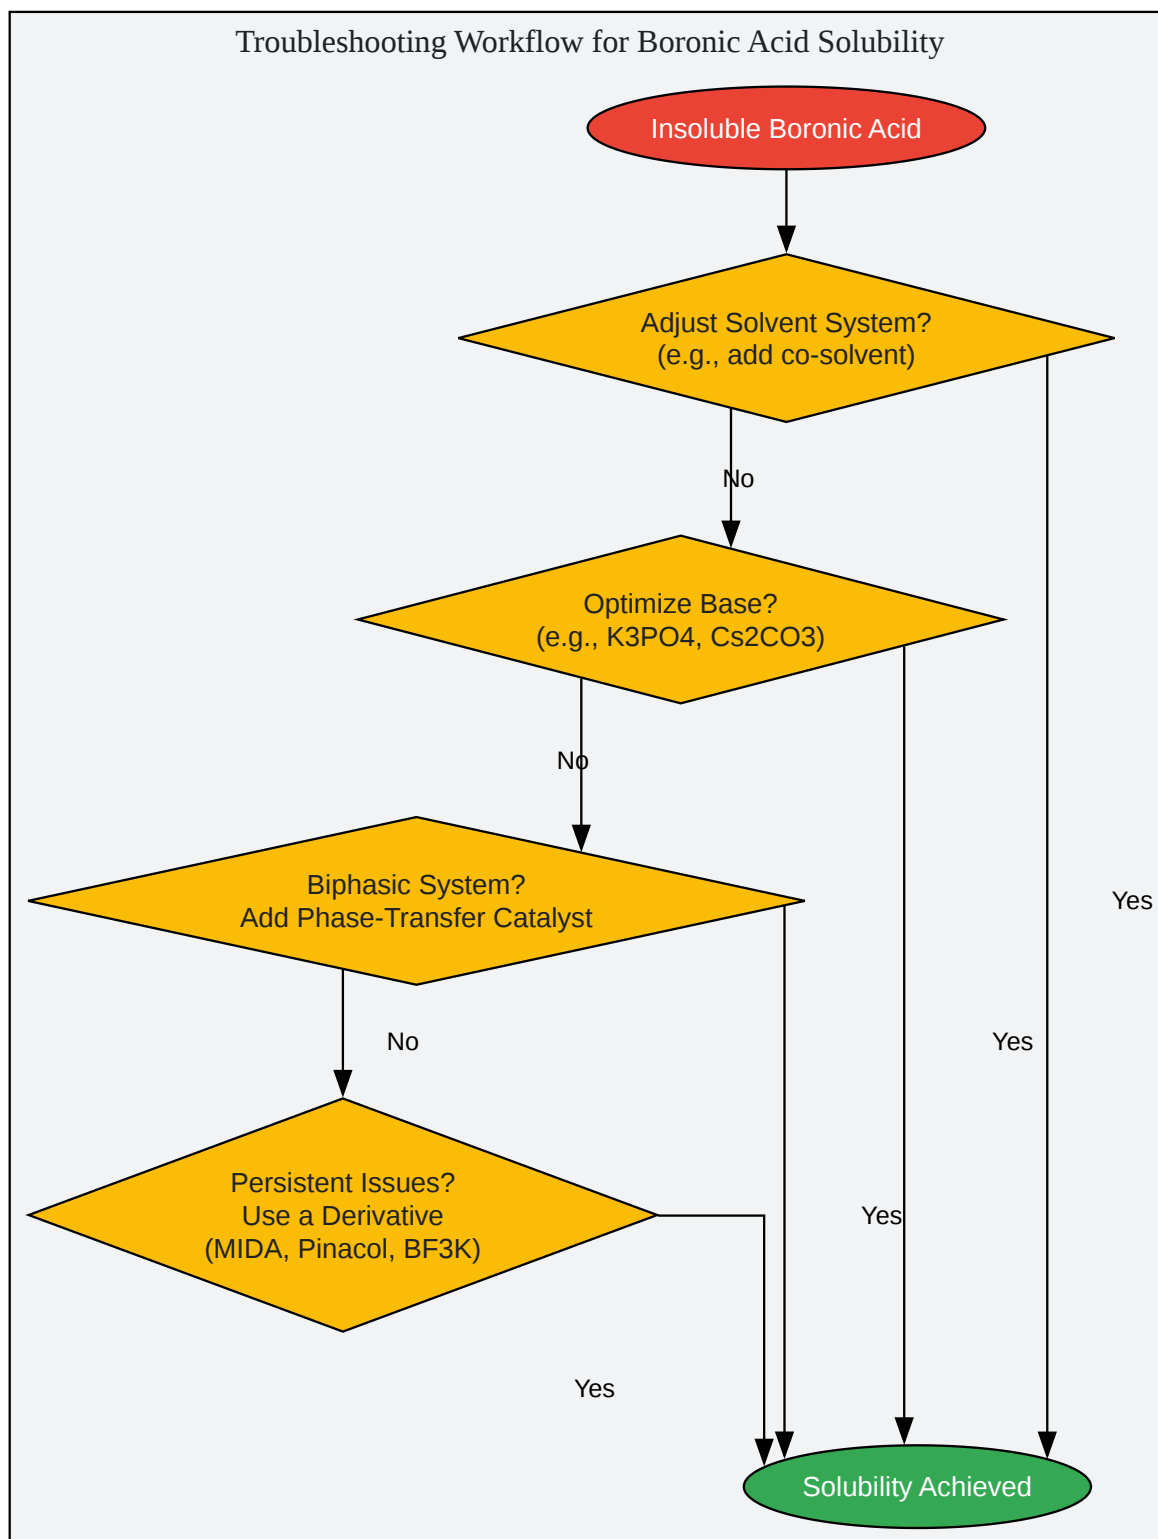 Troubleshooting Workflow for Boronic Acid Solubility
Insoluble Boronic Acid
Adjust Solvent System?
(e.g., add co-solvent)
No
Optimize Base?
(e.g., K3PO4, Cs2CO3)
No
Biphasic System?
Add Phase-Transfer Catalyst
Yes
No
Yes
Persistent Issues?
Use a Derivative
(MIDA, Pinacol, BF3K)
Yes
Yes
Solubility Achieved